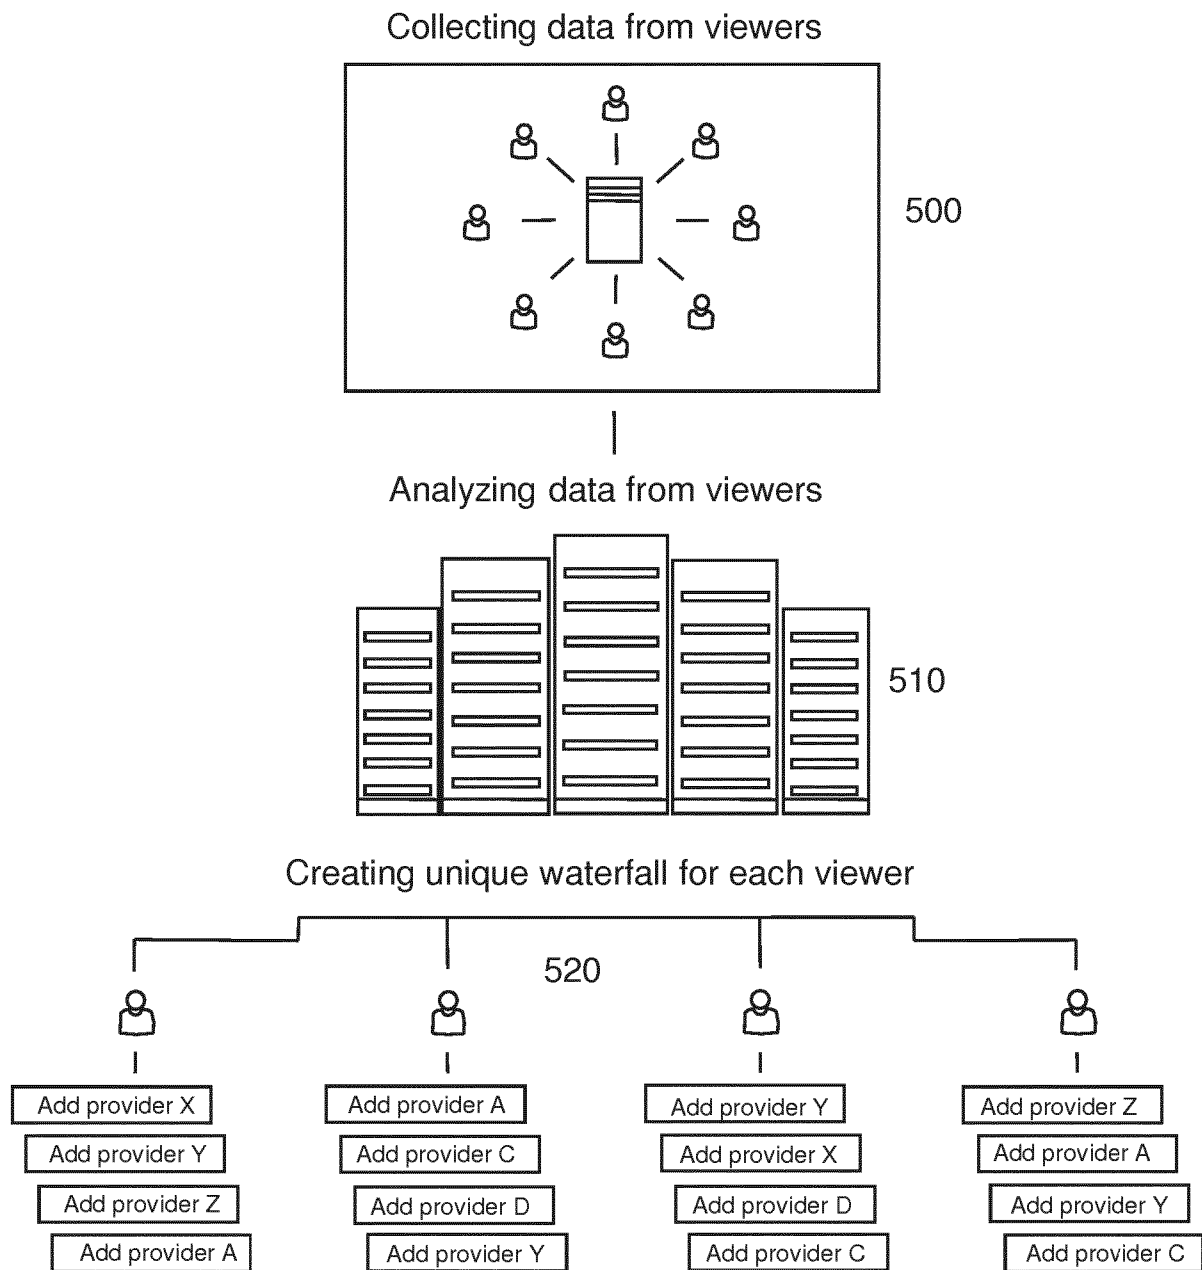 Collecting data from viewers
500
Analyzing data from viewers
510
Creating unique waterfall for each viewer
520
Add provider X
Add provider Y
Add provider Z
Add provider A
Add provider A
Add provider C
Add provider D
Add provider Y
Add provider Y
Add provider X
Add provider D
Add provider C
Add provider Z
Add provider A
Add provider Y
Add provider C